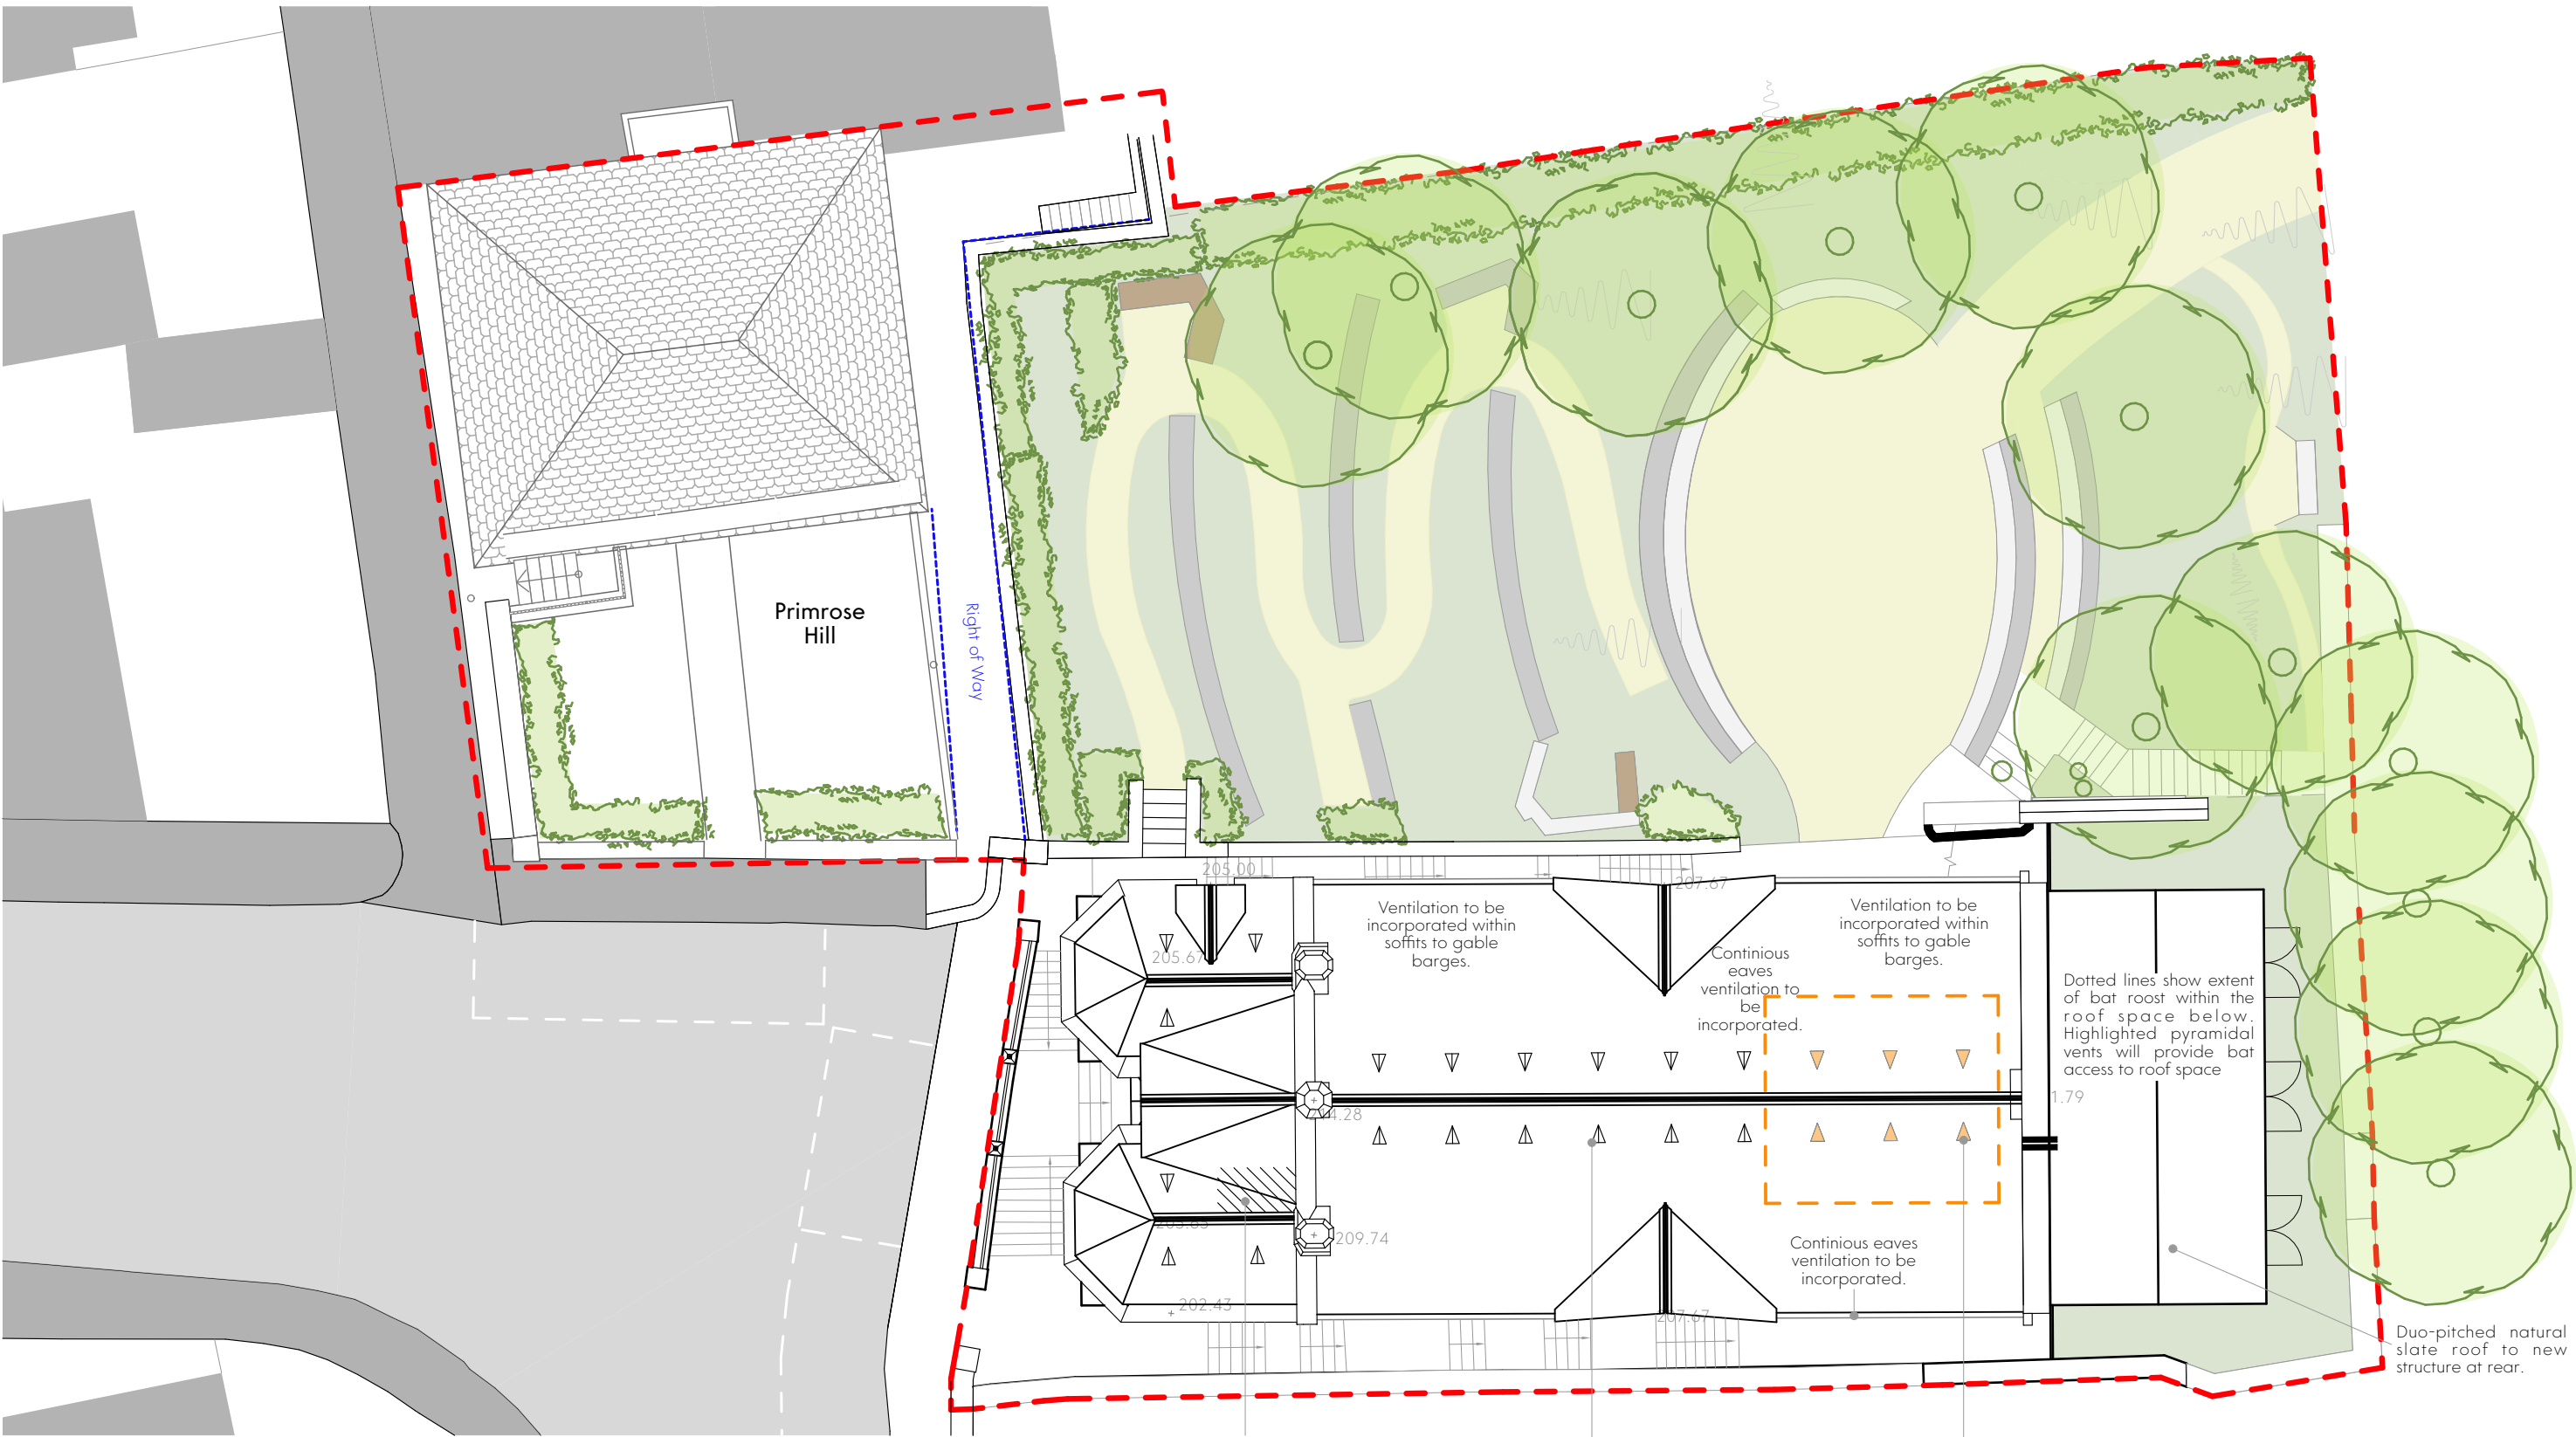 Primrose
Hill
Right of Way
205.00
207.67
Ventilation to be
incorporated within
soffits to gable
barges.
Ventilation to be
incorporated within
soffits to gable
barges.
205.67
Continious
eaves
ventilation to
be
incorporated.
Dotted lines show extent
of bat roost within the
roof space below.
Highlighted pyramidal
vents will provide bat
access to roof space
1.79
209.74
Continious eaves
ventilation to be
incorporated.
202.43
207.67
Duo-pitched natural
slate roof to new
structure at rear.